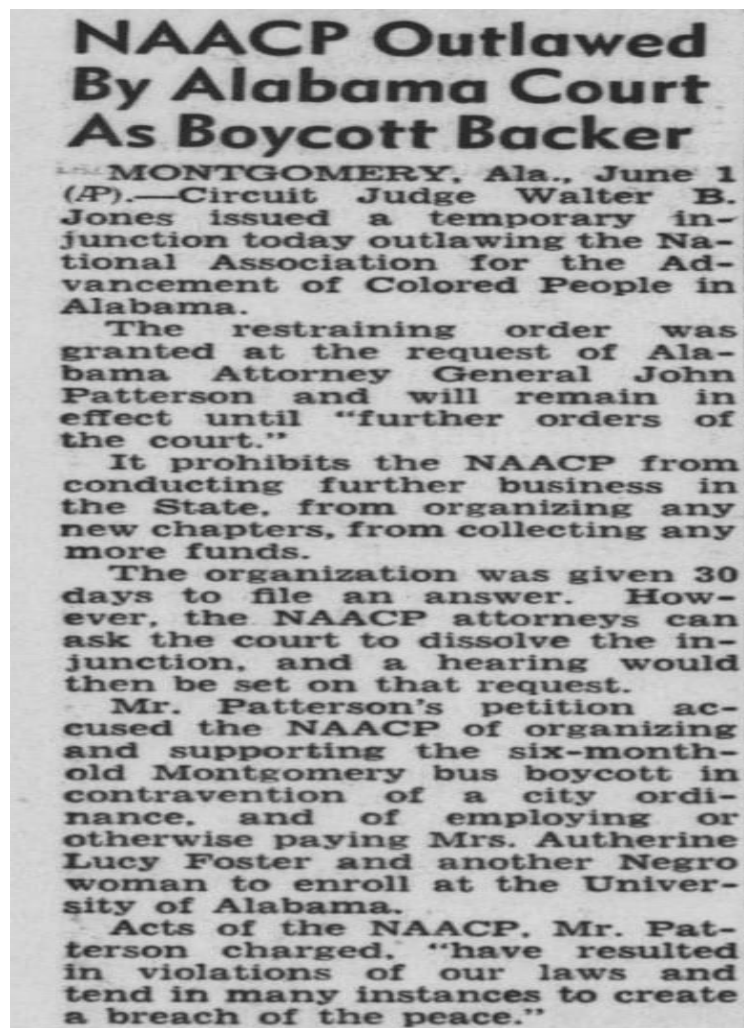 NAACP Outlawed
By Alabama Court
As Boycott Backer
MONTGOMERY, Ala., June 1
(AP).—Circuit Judge Walter B.
Jones issued a temporary in-
junction today outlawing the Na-
tional Association for the Ad-
vancement of Colored People in
Alabama.
The restraining order was
granted at the request of Ala-
bama Attorney General John
Patterson and will remain in
effect until “further orders of
the court.”
It prohibits the NAACP from
conducting further business in
the State, from organizing any
new chapters, from collecting any
more funds.
The organization was given 30
days to file an answer. How-
ever, the NAACP attorneys can
ask the court to dissolve the in-
junction, and a hearing would
then be set on that request.
Mr. Patterson’s petition ac-
cused the NAACP of organizing
and supporting the six-month-
old Montgomery bus boycott in
contravention of a city ordi-
nance, and of employing or
otherwise paying Mrs. Autherine
Lucy Foster and another Negro
woman to enroll at the Univer-
sity of Alabama.
Acts of the NAACP, Mr. Pat-
terson charged, “have resulted
in violations of our laws and
tend in many instances to create
a breach of the peace.”